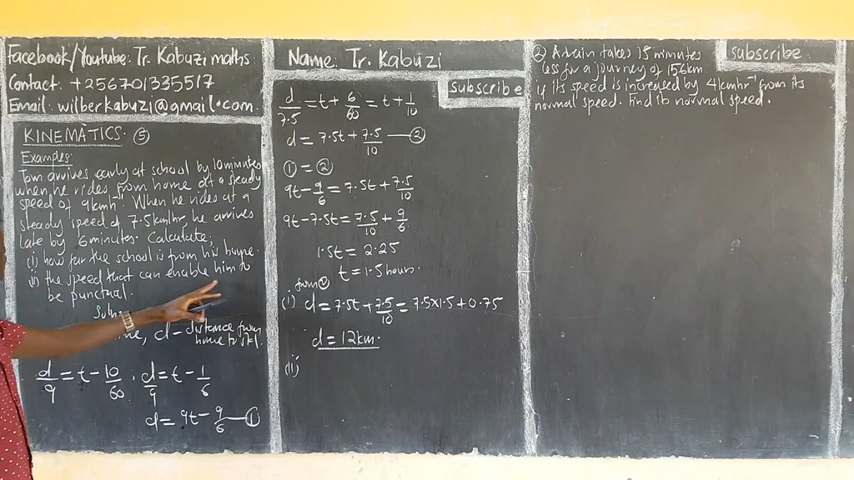 Facebook/Youtube: Tr. Kabuzi maths.
Contact: +256701335517
Email: wilberkabuzi@gmail.com
KINEMATICS. (5)
Examples:
Tom arrives early at school by 10minutes
when he rides from home at a steady
speed of 9kmh⁻¹. When he rides at a
steady speed of 7.5km/hr, he arrives
late by 6minutes. Calculate;
(i) how far the school is from his home.
(ii) the speed that can enable him to
be punctual.
Soln:
d - distance from
home to
d/9 = t - 10/60, d/9 = t - 1/6
d = 9t - 9/6 — (1)
Name: Tr. Kabuzi
Subscribe
d/7.5 = t + 6/60 = t + 1/10
d = 7.5t + 7.5/10 — (2)
(1) = (2)
9t - 9/6 = 7.5t + 7.5/10
9t - 7.5t = 7.5/10 + 9/6
1.5t = 2.25
t = 1.5 hours.
from (2)
(i) d = 7.5t + 7.5/10 = 7.5×1.5 + 0.75
d = 12km.
(ii)
subscribe
(2) A train takes 15 minutes
less for a journey of 156km
if its speed is increased by 4kmhr⁻¹ from its
normal speed. Find its normal speed.